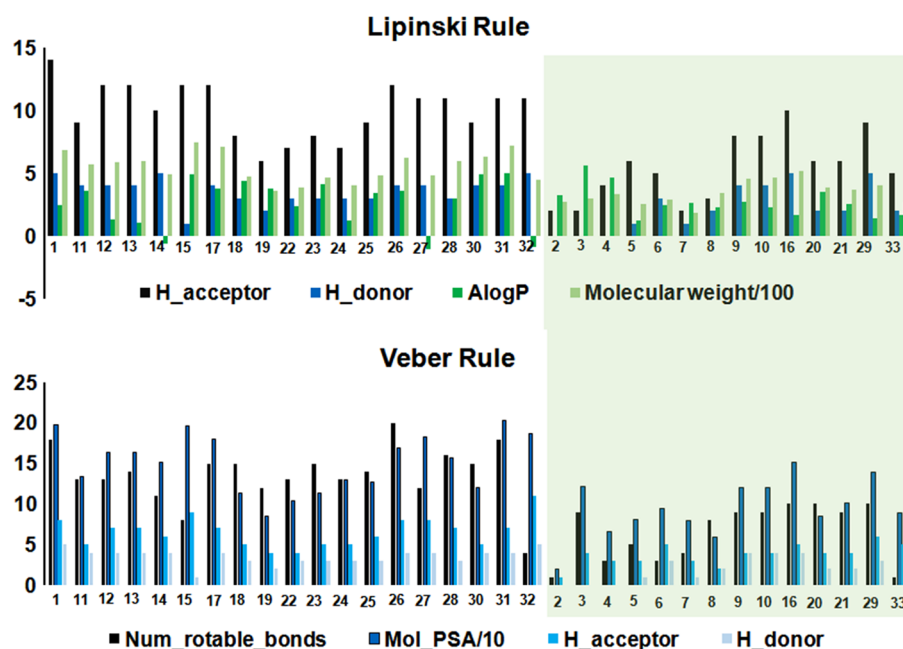 Lipinski Rule
15
10
5
0
-5
1 11 12 13 14 15 17 18 19 22 23 24 25 26 27 28 30 31 32 2 3 4 5 6 7 8 9 10 16 20 21 29 33
H_acceptor H_donor AlogP Molecular weight/100
Veber Rule
25
20
15
10
5
0
1 11 12 13 14 15 17 18 19 22 23 24 25 26 27 28 30 31 32 2 3 4 5 6 7 8 9 10 16 20 21 29 33
Num_rotable_bonds Mol_PSA/10 H_acceptor H_donor